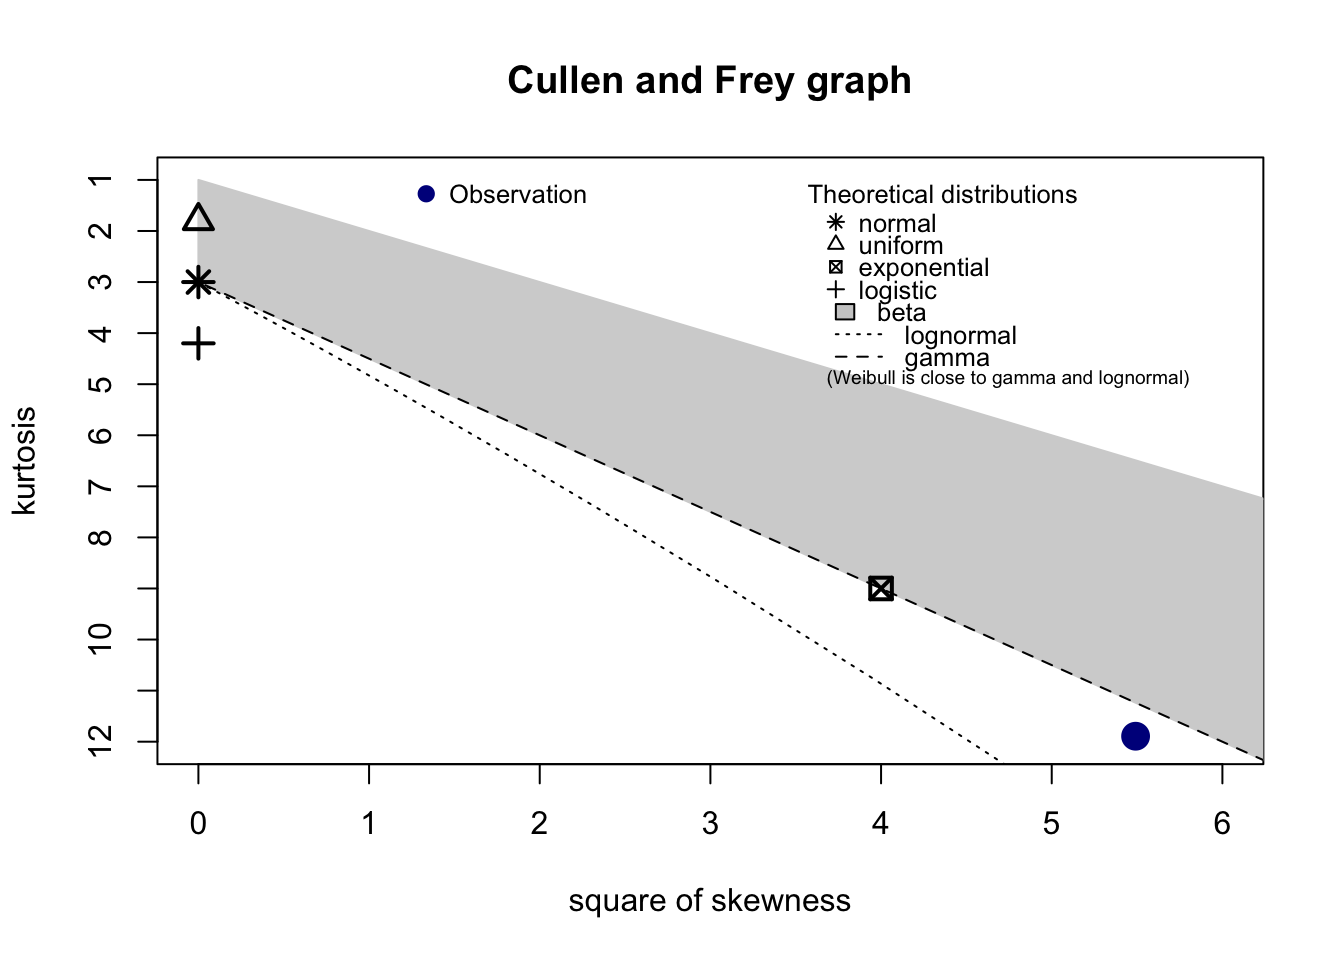 Cullen and Frey graph
Observation
Theoretical distributions
normal
uniform
exponential
logistic
beta
lognormal
gamma
(Weibull is close to gamma and lognormal)
kurtosis
1
2
3
4
5
6
7
8
10
12
0 1 2 3 4 5 6
square of skewness